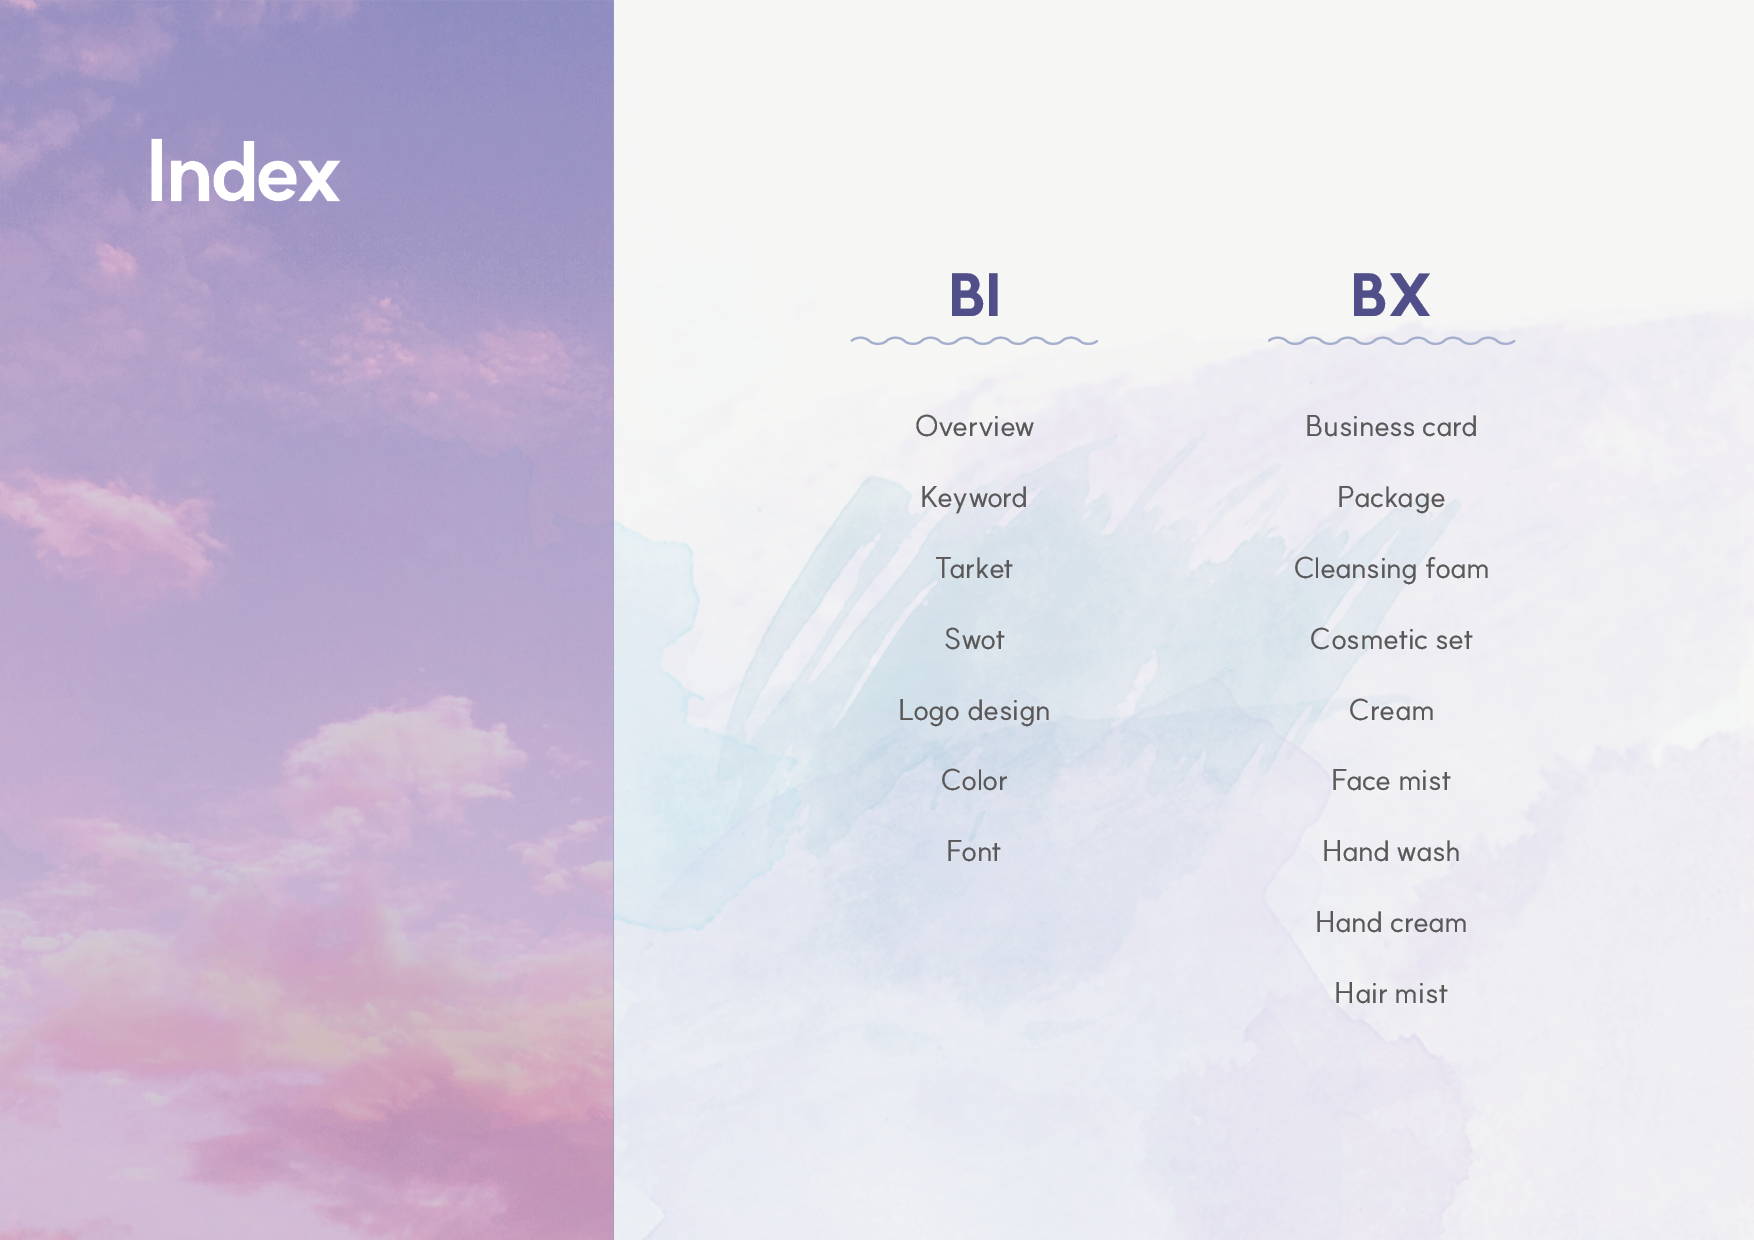 Index
BI
Overview
Keyword
Tarket
Swot
Logo design
Color
Font
BX
Business card
Package
Cleansing foam
Cosmetic set
Cream
Face mist
Hand wash
Hand cream
Hair mist